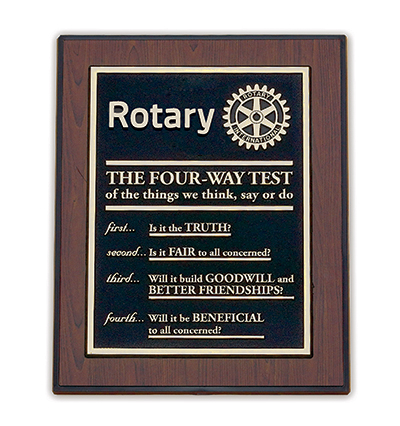 Rotary
ROTARY
INTERNATIONAL
THE FOUR-WAY TEST
of the things we think, say or do
first... Is it the TRUTH?
second... Is it FAIR to all concerned?
third... Will it build GOODWILL and
BETTER FRIENDSHIPS?
fourth... Will it be BENEFICIAL
to all concerned?